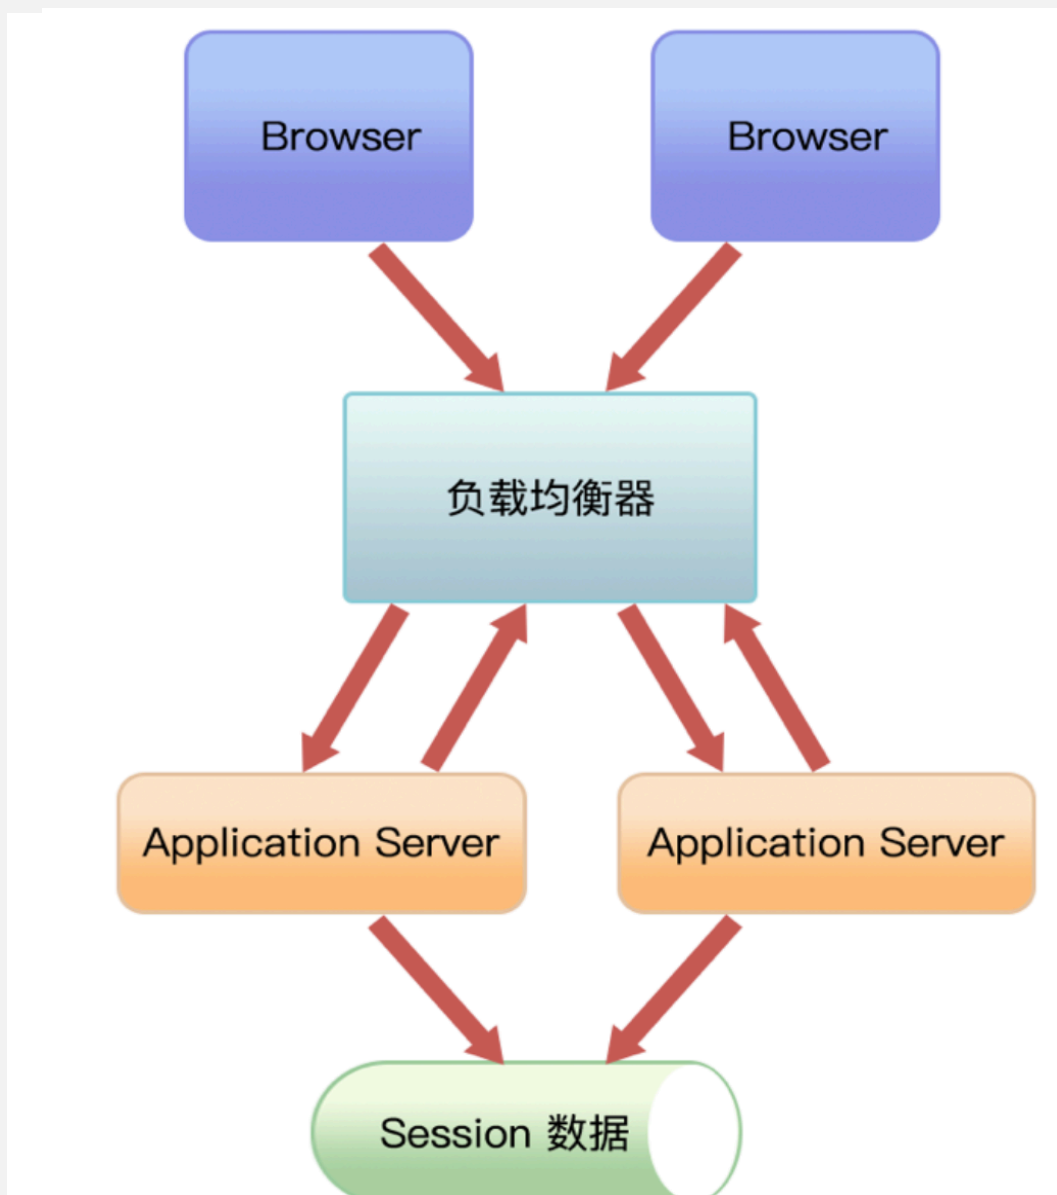 Browser
Browser
负载均衡器
Application Server
Application Server
Session 数据